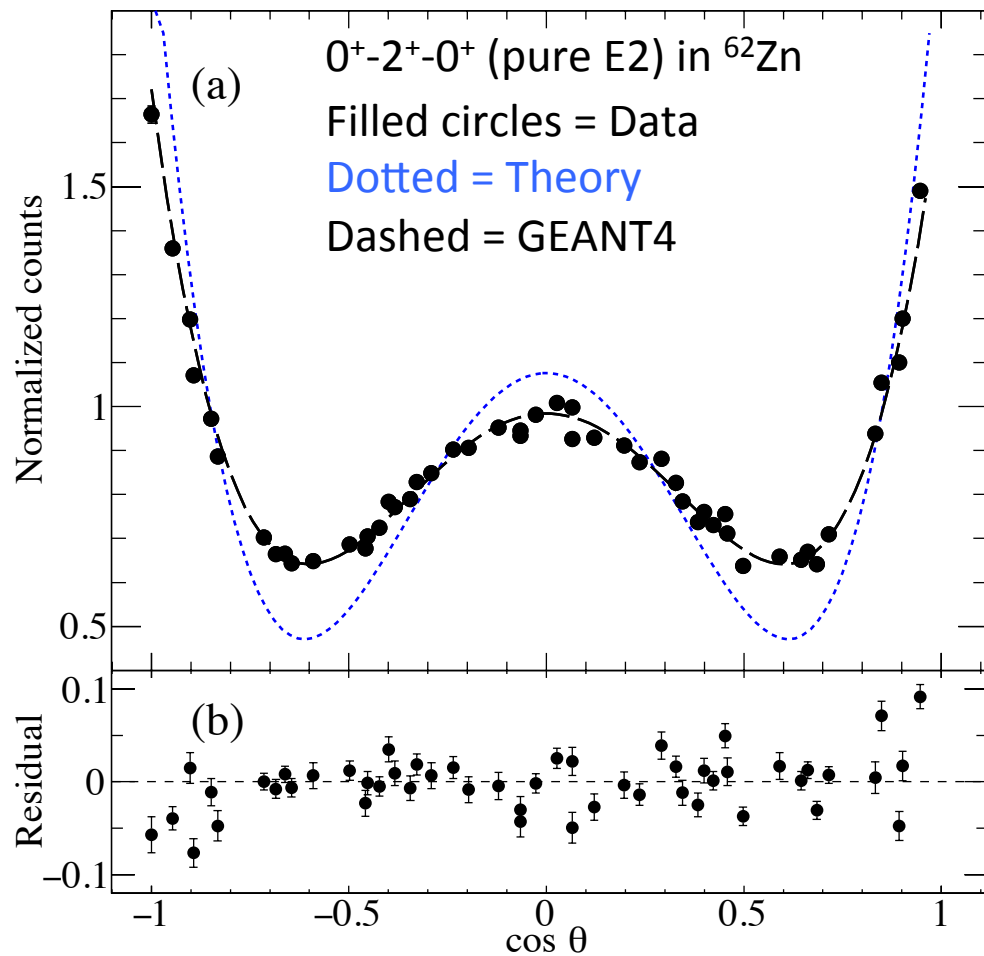 0⁺-2⁺-0⁺ (pure E2) in ⁶²Zn
(a)
Filled circles = Data
Dotted = Theory
Dashed = GEANT4
Normalized counts
1.5
1
0.5
(b)
Residual
0.1
0
−0.1
−1 −0.5 0 0.5 1
cos θ